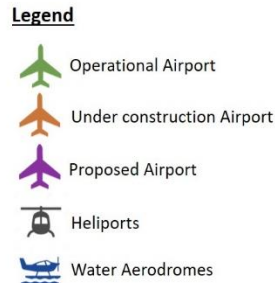 Legend
Operational Airport
Under construction Airport
Proposed Airport
Heliports
Water Aerodromes